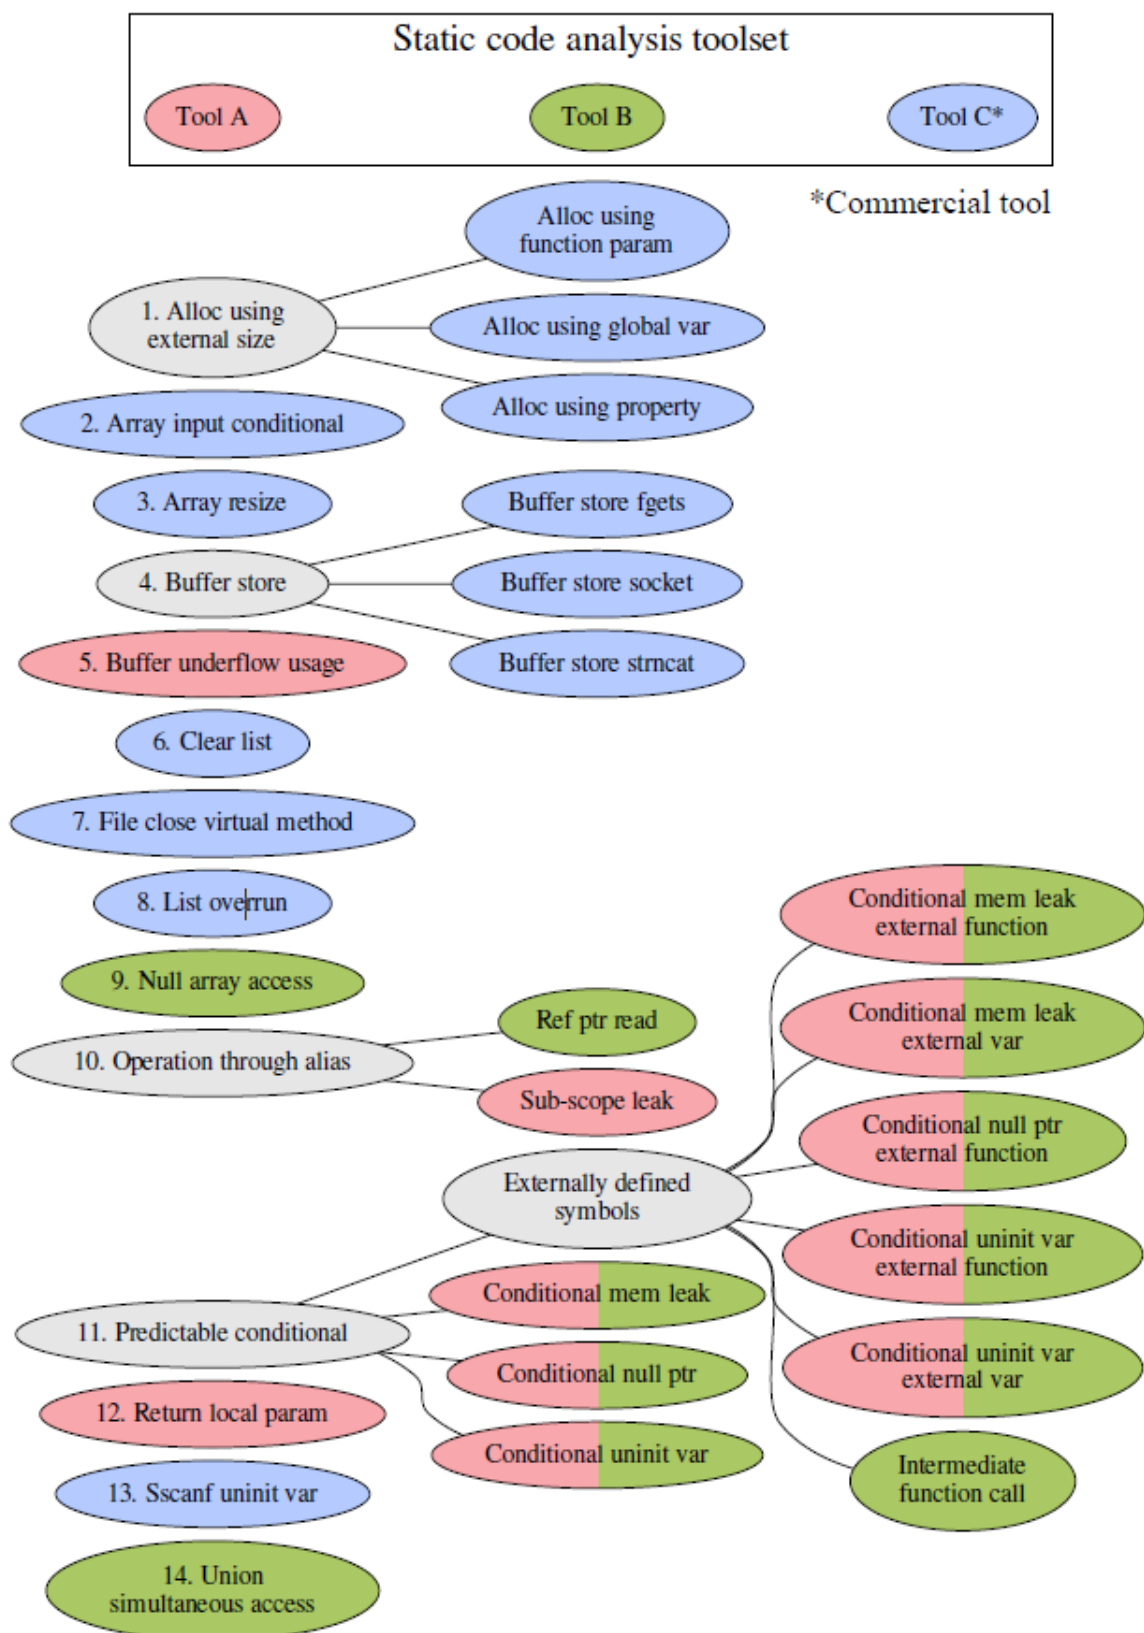 Static code analysis toolset
Tool A
Tool B
Tool C*
*Commercial tool
Alloc using
function param
1. Alloc using
external size
Alloc using global var
Alloc using property
2. Array input conditional
3. Array resize
Buffer store fgets
4. Buffer store
Buffer store socket
Buffer store strncat
5. Buffer underflow usage
6. Clear list
7. File close virtual method
8. List overrun
9. Null array access
10. Operation through alias
Ref ptr read
Sub-scope leak
Externally defined
symbols
Conditional mem leak
external function
Conditional mem leak
external var
Conditional null ptr
external function
Conditional uninit var
external function
Conditional uninit var
external var
Intermediate
function call
11. Predictable conditional
Conditional mem leak
Conditional null ptr
Conditional uninit var
12. Return local param
13. Sscanf uninit var
14. Union
simultaneous access